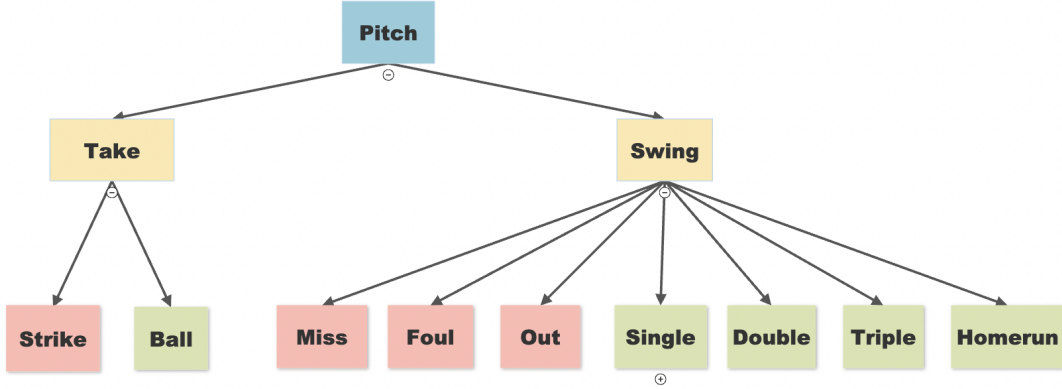 Pitch
Take
Swing
Strike
Ball
Miss
Foul
Out
Single
Double
Triple
Homerun